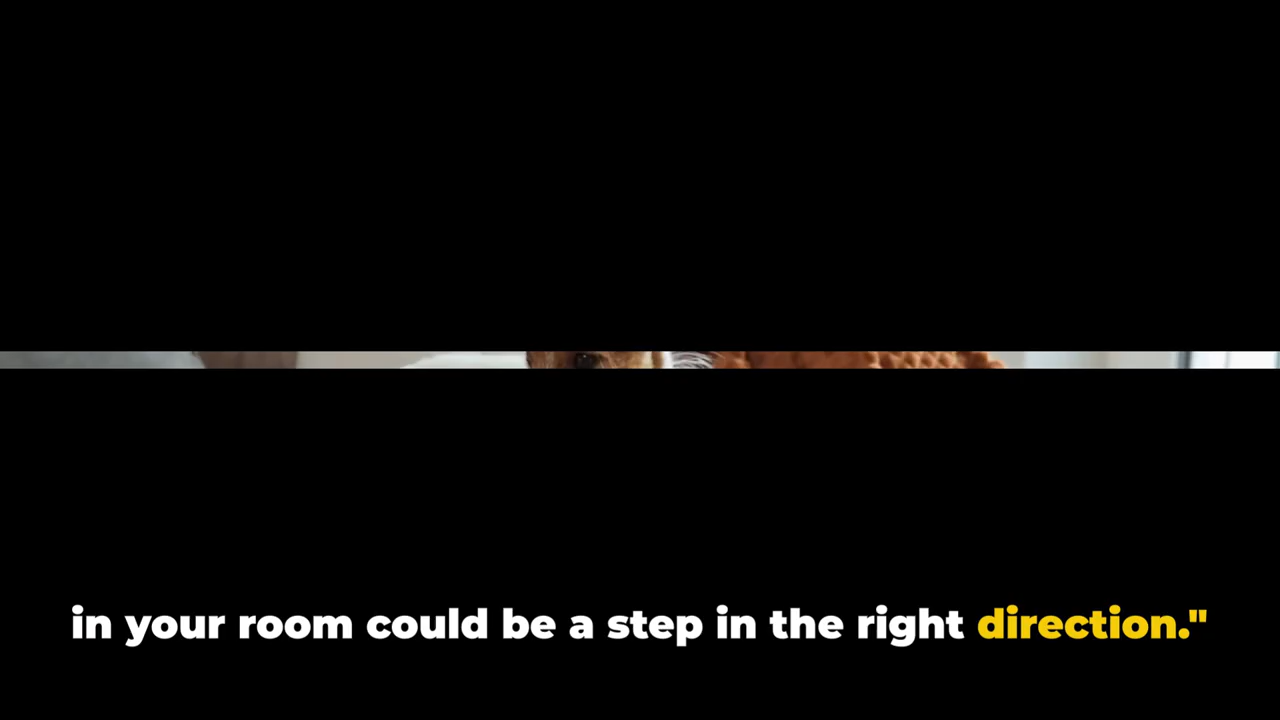 in your room could be a step in the right direction."